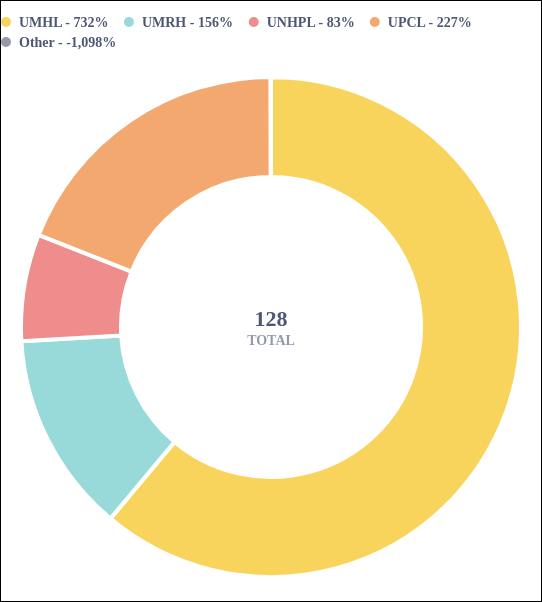 UMHL - 732% UMRH - 156% UNHPL - 83% UPCL - 227%
Other - -1,098%
128
TOTAL